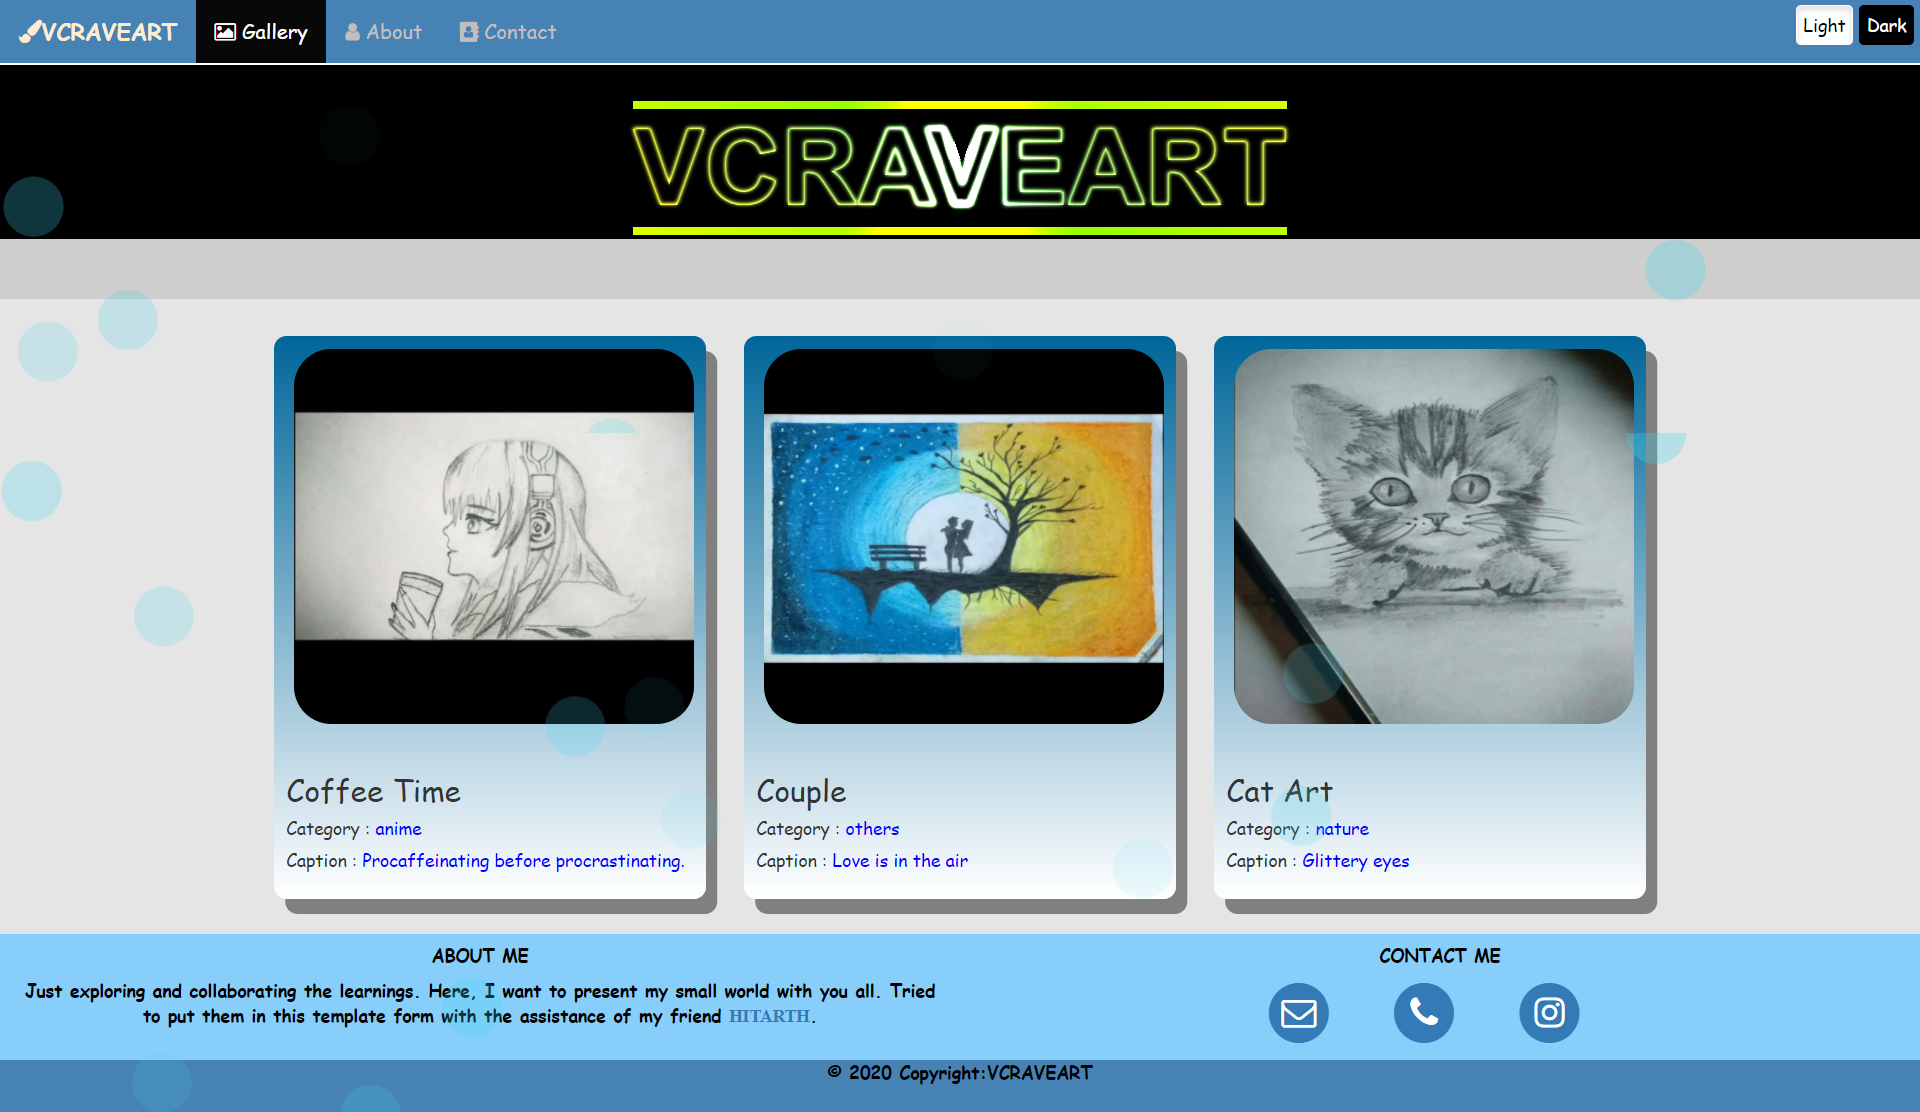 VCRAVEART Gallery About Contact Light Dark
VCRAVEART
Coffee Time
Category : anime
Caption : Procaffeinating before procrastinating.
Couple
Category : others
Caption : Love is in the air
Cat Art
Category : nature
Caption : Glittery eyes
ABOUT ME
Just exploring and collaborating the learnings. Here, I want to present my small world with you all. Tried
to put them in this template form with the assistance of my friend HITARTH.
CONTACT ME
© 2020 Copyright:VCRAVEART